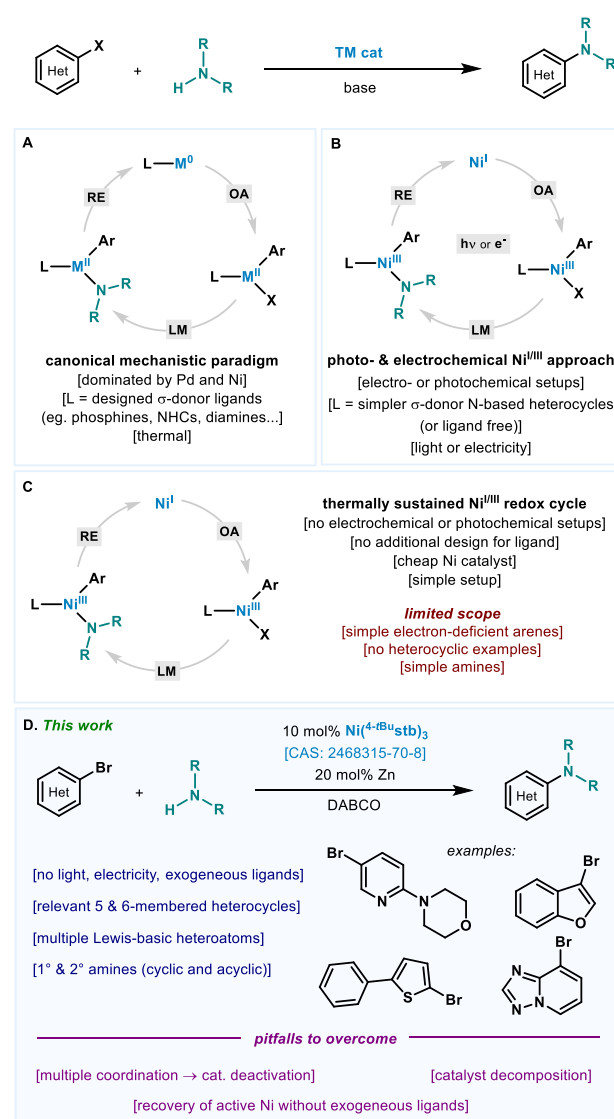 X
Het
+
H
N
R
R
TM cat
base
Het
N
R
R
A
L
M⁰
RE
OA
L
Mᴵᴵ
Ar
N
R
R
L
Mᴵᴵ
Ar
X
LM
canonical mechanistic paradigm
[dominated by Pd and Ni]
[L = designed σ-donor ligands
(eg. phosphines, NHCs, diamines...]
[thermal]
B
Niᴵ
RE
OA
hν or e⁻
L
Niᴵᴵᴵ
Ar
N
R
R
L
Niᴵᴵᴵ
Ar
X
LM
photo- & electrochemical Niᴵ/ᴵᴵᴵ approach
[electro- or photochemical setups]
[L = simpler σ-donor N-based heterocycles
(or ligand free)]
[light or electricity]
C
Niᴵ
RE
OA
L
Niᴵᴵᴵ
Ar
N
R
R
L
Niᴵᴵᴵ
Ar
X
LM
thermally sustained Niᴵ/ᴵᴵᴵ redox cycle
[no electrochemical or photochemical setups]
[no additional design for ligand]
[cheap Ni catalyst]
[simple setup]
limited scope
[simple electron-deficient arenes]
[no heterocyclic examples]
[simple amines]
D. This work
Br
Het
+
H
N
R
R
10 mol% Ni(⁴⁻ᵗᴮᵘstb)₃
[CAS: 2468315-70-8]
20 mol% Zn
DABCO
Het
N
R
R
[no light, electricity, exogeneous ligands]
[relevant 5 & 6-membered heterocycles]
[multiple Lewis-basic heteroatoms]
[1° & 2° amines (cyclic and acyclic)]
examples:
Br
N
N
O
Br
O
S
Br
Br
N
N
N
pitfalls to overcome
[multiple coordination → cat. deactivation]
[catalyst decomposition]
[recovery of active Ni without exogeneous ligands]